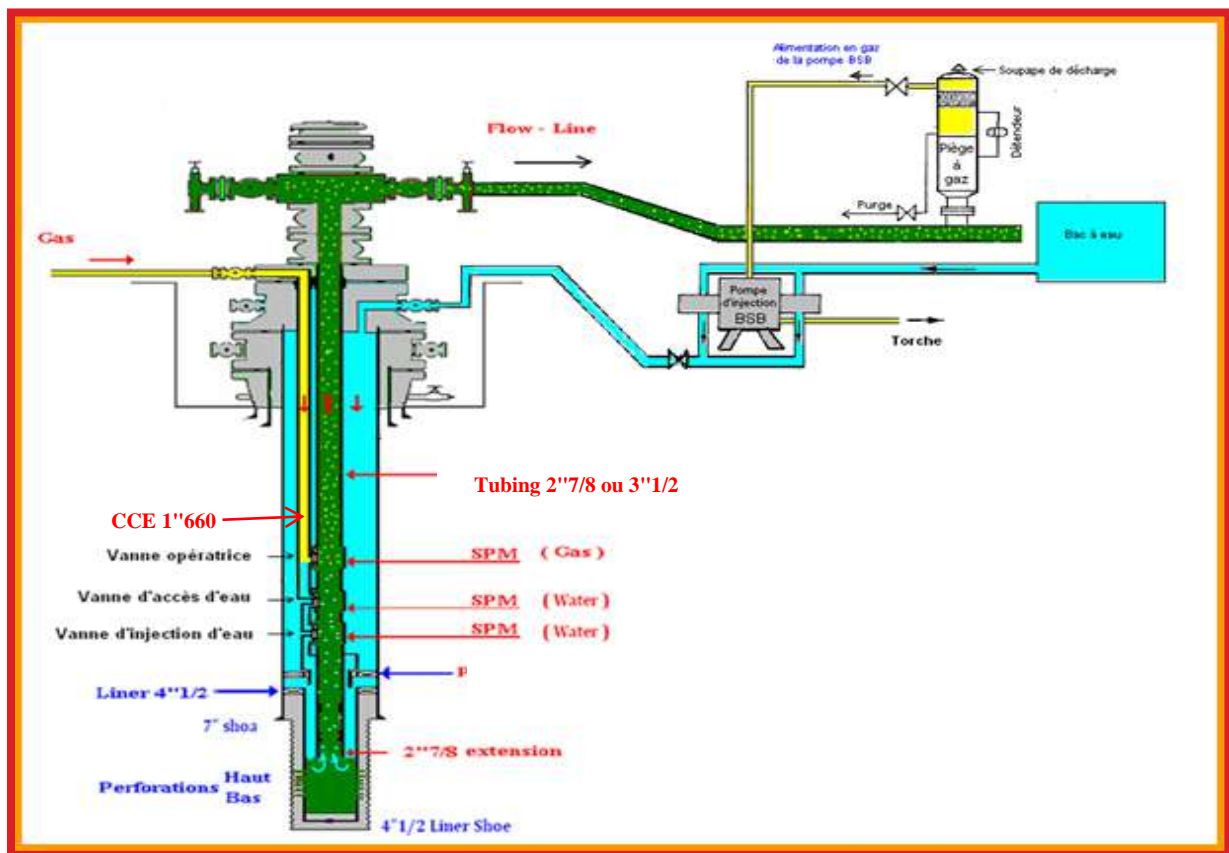 Alimentation en gaz
de la pompe BSB
Soupape de décharge
Flow - Line
Détendeur
Piège
à
gaz
Purge
Gas
Bac à eau
Pompe
d'injection
BSB
Torche
Tubing 2"7/8 ou 3"1/2
CCE 1"660
Vanne opératrice
SPM ( Gas )
Vanne d'accès d'eau
SPM ( Water )
Vanne d'injection d'eau
SPM ( Water )
P
Liner 4"1/2
7" shoa
2"7/8 extension
Perforations Haut
Bas
4"1/2 Liner Shoe